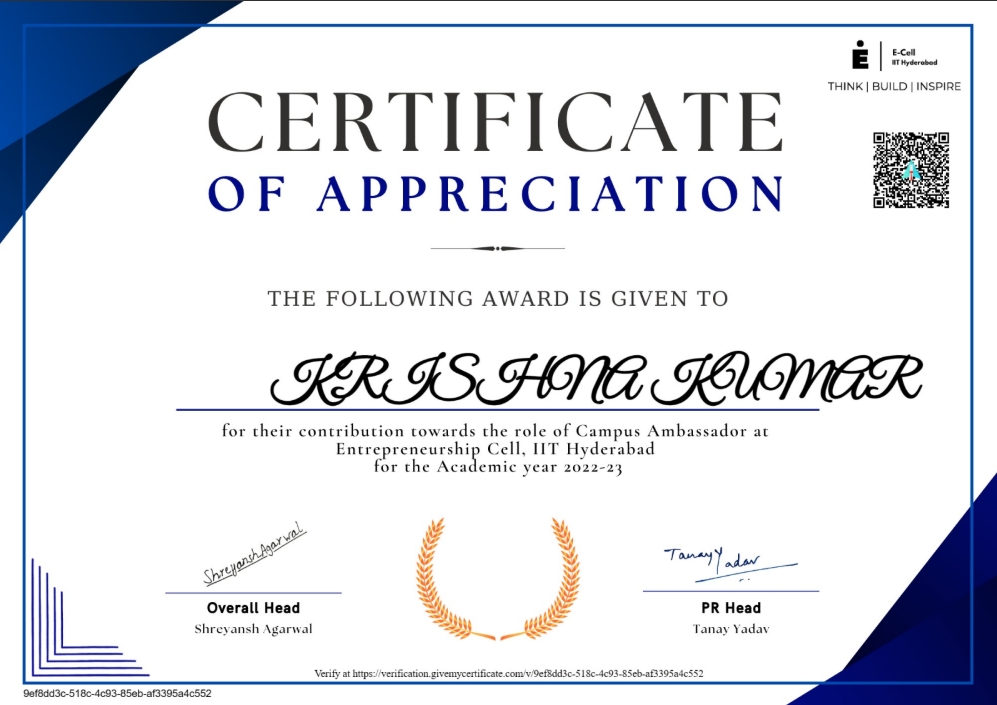 E-Cell
IIT Hyderabad
THINK | BUILD | INSPIRE
CERTIFICATE
OF APPRECIATION
THE FOLLOWING AWARD IS GIVEN TO
KRISHNA KUMAR
for their contribution towards the role of Campus Ambassador at
Entrepreneurship Cell, IIT Hyderabad
for the Academic year 2022-23
Shreyansh Agarwal
Overall Head
Shreyansh Agarwal
Tanay Yadav
PR Head
Tanay Yadav
Verify at https://verification.givemycertificate.com/v/9ef8dd3c-518c-4c93-85eb-af3395a4c552
9ef8dd3c-518c-4c93-85eb-af3395a4c552